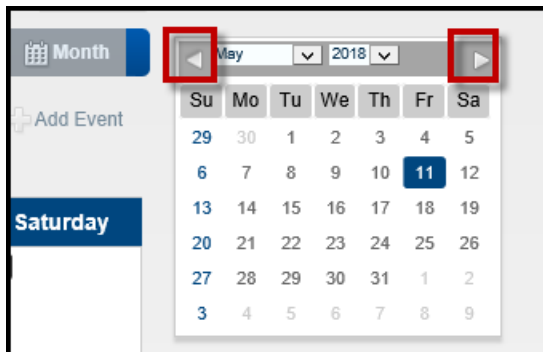 Month
May 2018
Add Event
Su Mo Tu We Th Fr Sa
29 30 1 2 3 4 5
6 7 8 9 10 11 12
13 14 15 16 17 18 19
Saturday
20 21 22 23 24 25 26
27 28 29 30 31 1 2
3 4 5 6 7 8 9